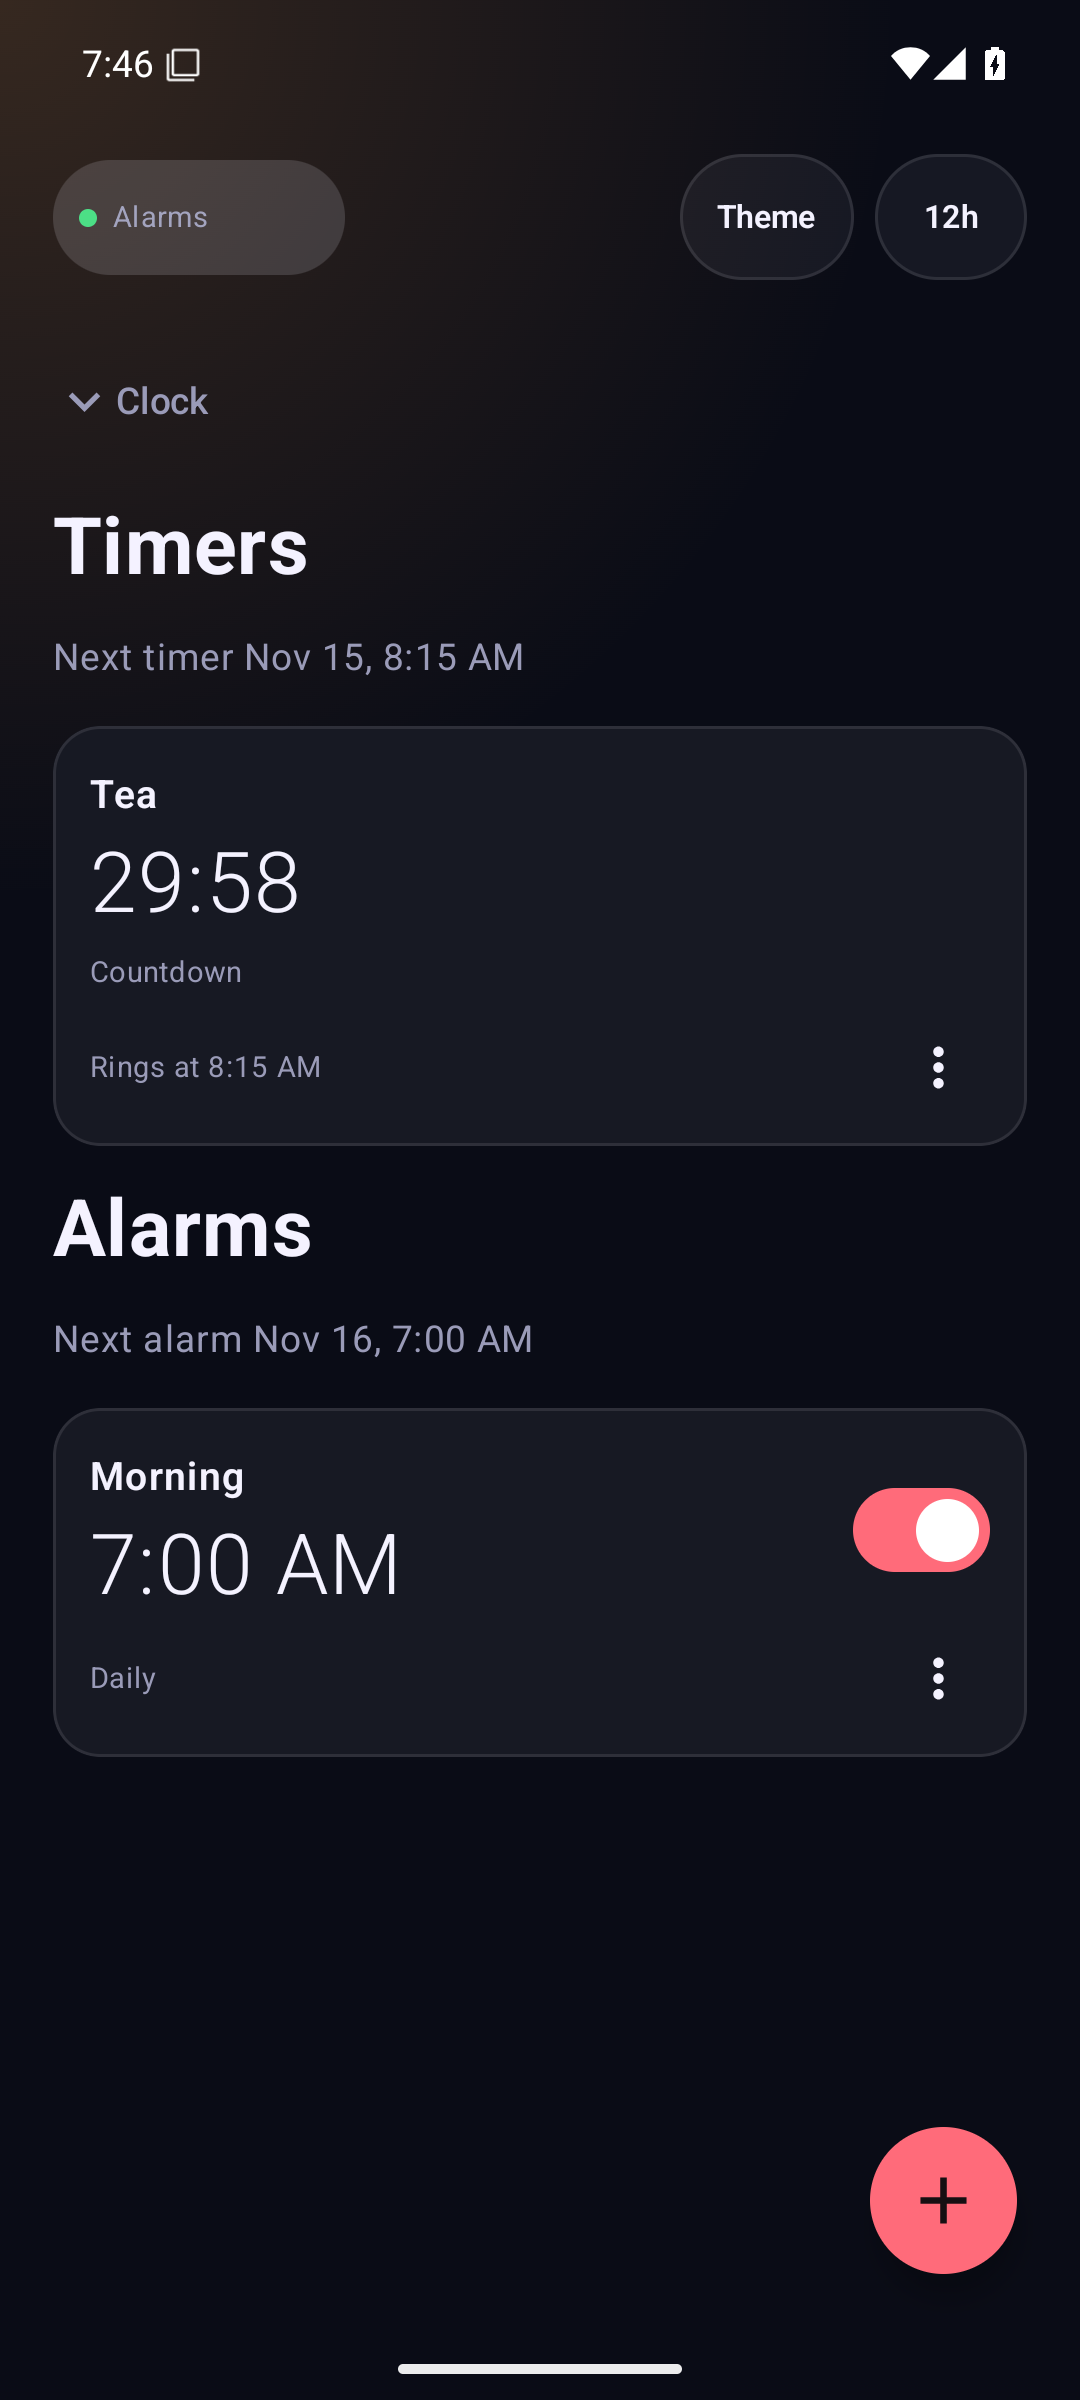 7:46
Alarms
Theme
12h
Clock
Timers
Next timer Nov 15, 8:15 AM
Tea
29:58
Countdown
Rings at 8:15 AM
Alarms
Next alarm Nov 16, 7:00 AM
Morning
7:00 AM
Daily